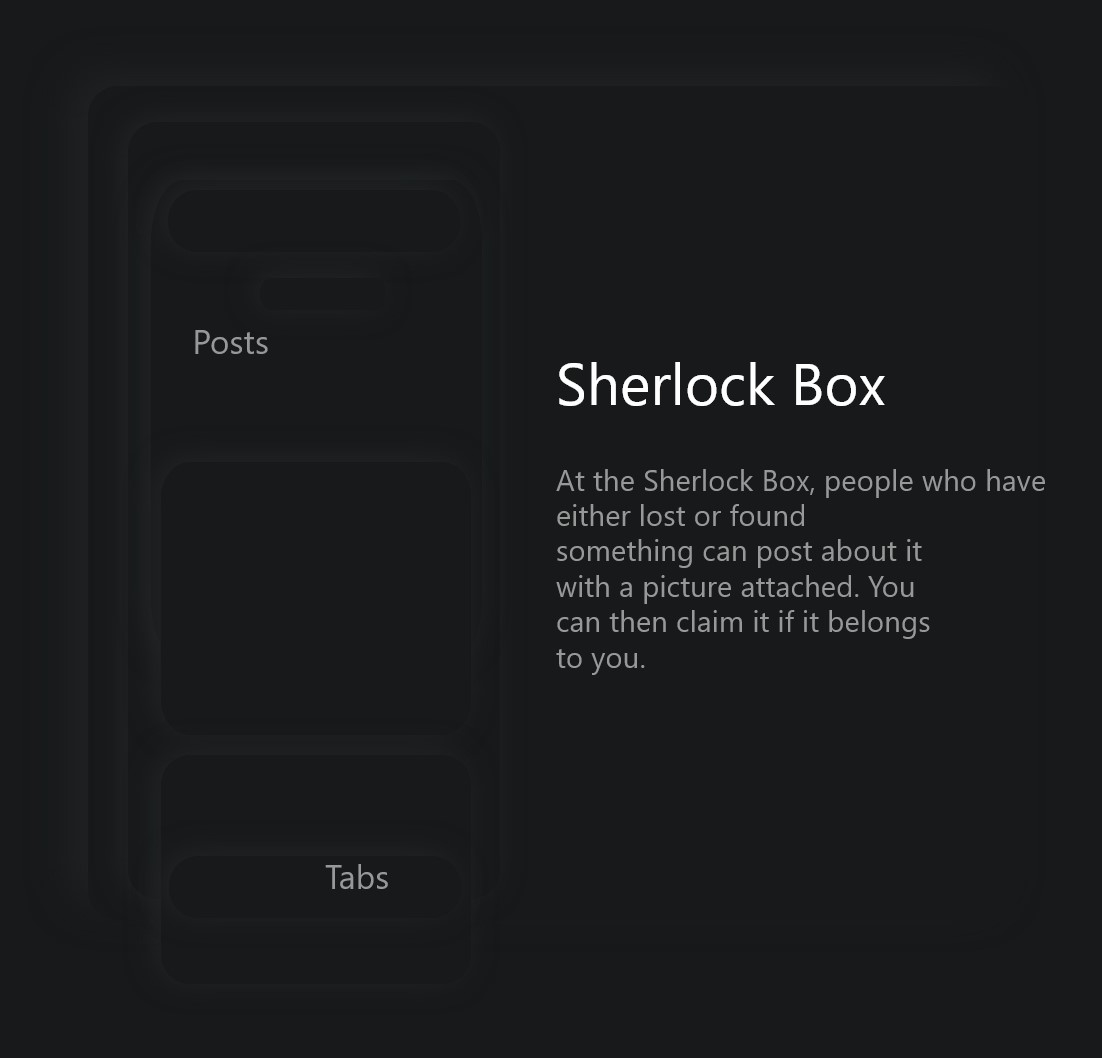 Posts
Sherlock Box
At the Sherlock Box, people who have
either lost or found
something can post about it
with a picture attached. You
can then claim it if it belongs
to you.
Tabs